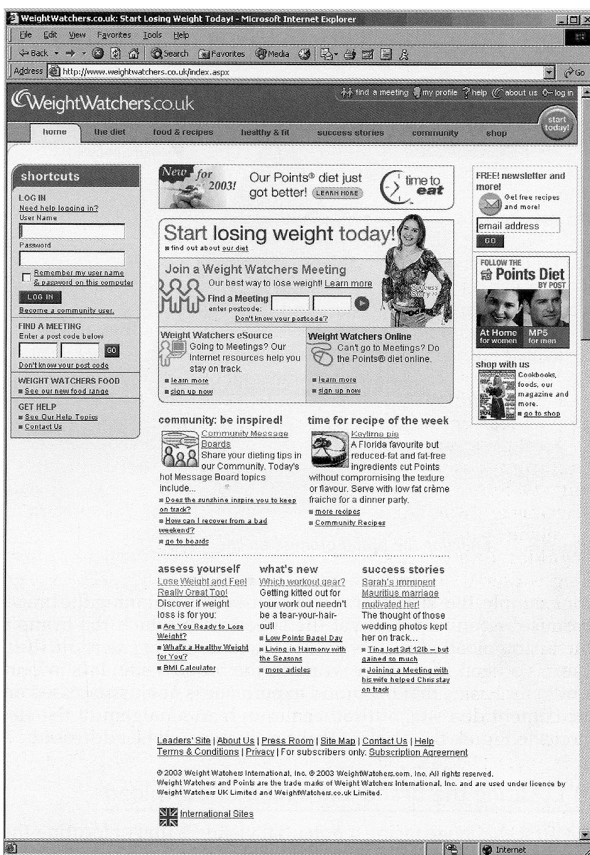 WeightWatchers.co.uk: Start Losing Weight Today! - Microsoft Internet Explorer
File Edit View Favorites Tools Help
Back Search Favorites Media
Address http://www.weightwatchers.co.uk/index.aspx Go
WeightWatchers.co.uk
find a meeting my profile help about us log in
home the diet food & recipes healthy & fit success stories community shop
start today!
shortcuts
LOG IN
Need help logging in?
User Name
Password
Remember my user name
& password on this computer
LOG IN
Become a community user.
FIND A MEETING
Enter a post code below
GO
Don't know your post code
WEIGHT WATCHERS FOOD
See our new food range
GET HELP
See Our Help Topics
Contact Us
New for
2003!
Our Points® diet just
got better! LEARN MORE
time to
eat
Start losing weight today!
find out about our diet
Join a Weight Watchers Meeting
Our best way to lose weight! Learn more
Find a Meeting
enter postcode:
Don't know your postcode?
Weight Watchers eSource
Going to Meetings? Our
Internet resources help you
stay on track.
learn more
sign up now
Weight Watchers Online
Can't go to Meetings? Do
the Points® diet online.
learn more
sign up now
community: be inspired!
Community Message
Boards
Share your dieting tips in
our Community. Today's
hot Message Board topics
include...
Does the sunshine inspire you to keep
on track?
How can I recover from a bad
weekend?
go to boards
time for recipe of the week
Keylime pie
A Florida favourite but
reduced-fat and fat-free
ingredients cut Points
without compromising the texture
or flavour. Serve with low fat crème
fraiche for a dinner party.
more recipes
Community Recipes
assess yourself
Lose Weight and Feel
Really Great Too!
Discover if weight
loss is for you:
Are You Ready to Lose
Weight?
What's a Healthy Weight
for You?
BMI Calculator
what's new
Which workout gear?
Getting kitted out for
your work out needn't
be a tear-your-hair-
out!
Low Points Bagel Day
Living in Harmony with
the Seasons
more articles
success stories
Sarah's imminent
Mauritius marriage
motivated her!
The thought of those
wedding photos kept
her on track...
Tina lost 3st 12lb – but
gained so much
Joining a Meeting with
his wife helped Chris stay
on track
FREE! newsletter and
more!
Get free recipes
and more!
email address
GO
FOLLOW THE
Points Diet
BY POST
At Home
for women
MP5
for men
shop with us
Cookbooks,
foods, our
magazine and
more.
go to shop
Leaders' Site | About Us | Press Room | Site Map | Contact Us | Help
Terms & Conditions | Privacy | For subscribers only: Subscription Agreement
© 2003 Weight Watchers International, Inc. © 2003 WeightWatchers.com, Inc. All rights reserved.
Weight Watchers and Points are the trade marks of Weight Watchers International, Inc. and are used under licence by
Weight Watchers UK Limited and WeightWatchers.co.uk Limited.
International Sites
Internet